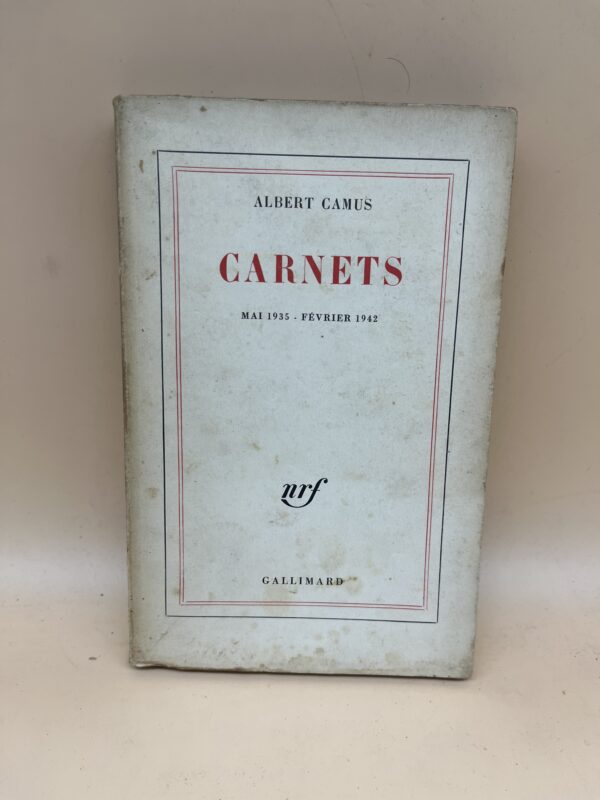 ALBERT CAMUS
CARNETS
MAI 1935 - FÉVRIER 1942
nrf
GALLIMARD